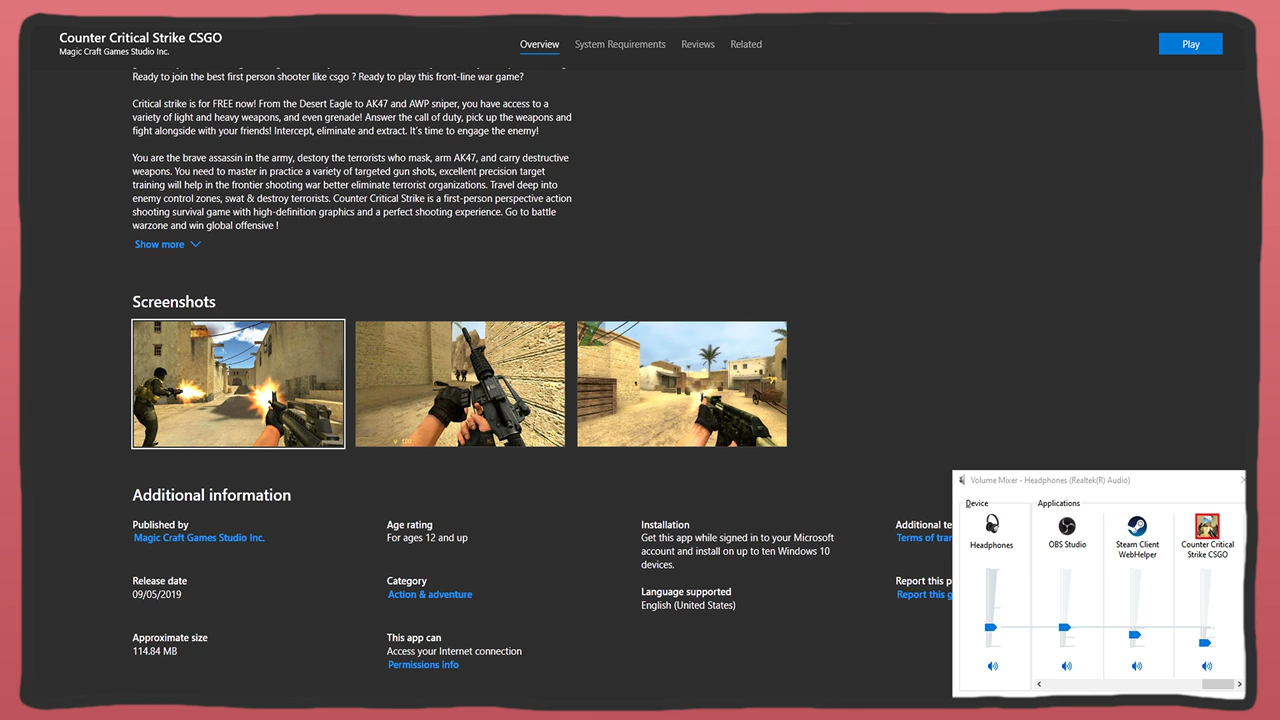 Counter Critical Strike CSGO
Magic Craft Games Studio Inc.
Overview
System Requirements
Reviews
Related
Play
Ready to join the best first person shooter like csgo ? Ready to play this front-line war game?
Critical strike is for FREE now! From the Desert Eagle to AK47 and AWP sniper, you have access to a
variety of light and heavy weapons, and even grenade! Answer the call of duty, pick up the weapons and
fight alongside with your friends! Intercept, eliminate and extract. It's time to engage the enemy!
You are the brave assassin in the army, destory the terrorists who mask, arm AK47, and carry destructive
weapons. You need to master in practice a variety of targeted gun shots, excellent precision target
training will help in the frontier shooting war better eliminate terrorist organizations. Travel deep into
enemy control zones, swat & destroy terrorists. Counter Critical Strike is a first-person perspective action
shooting survival game with high-definition graphics and a perfect shooting experience. Go to battle
warzone and win global offensive !
Show more
Screenshots
Additional information
Published by
Magic Craft Games Studio Inc.
Release date
09/05/2019
Approximate size
114.84 MB
Age rating
For ages 12 and up
Category
Action & adventure
This app can
Access your Internet connection
Permissions info
Installation
Get this app while signed in to your Microsoft
account and install on up to ten Windows 10
devices.
Language supported
English (United States)
Additional te
Terms of tran
Report this p
Report this g
Volume Mixer - Headphones (Realtek(R) Audio)
Device
Applications
Headphones
OBS Studio
Steam Client
WebHelper
Counter Critical
Strike CSGO